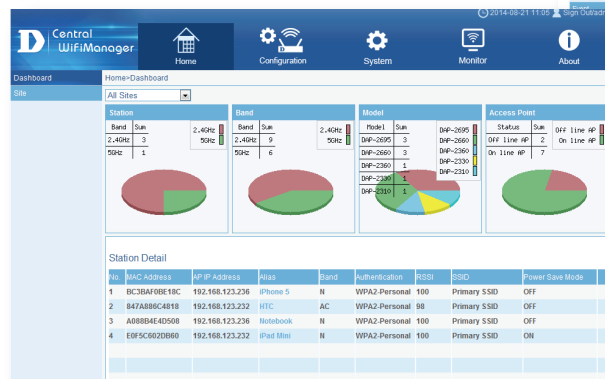 2014-08-21 11:05 Sign Out/adm
Central
WiFiManager
Home
Configuration
System
Monitor
About
Dashboard
Home>Dashboard
Site
All Sites
Station
Band Sum
2.4GHz 3
5GHz 1
2.4GHz
5GHz
Band
Band Sum
2.4GHz 9
5GHz 6
2.4GHz
5GHz
Model
Model Sum
DAP-2695 3
DAP-2660 3
DAP-2360 1
DAP-2330 1
DAP-2310 1
DAP-2695
DAP-2660
DAP-2360
DAP-2330
DAP-2310
Access Point
Status Sum
Off line AP 2
On line AP 7
Off line AP
On line AP
Station Detail
No. MAC Address AP IP Address Alias Band Authentication RSSI SSID Power Save Mode
1 BC3BAF0BE18C 192.168.123.236 iPhone 5 N WPA2-Personal 100 Primary SSID OFF
2 847A886C4818 192.168.123.232 HTC AC WPA2-Personal 98 Primary SSID OFF
3 A088B4E4D508 192.168.123.236 Notebook N WPA2-Personal 100 Primary SSID OFF
4 E0F5C602DB60 192.168.123.232 iPad Mini N WPA2-Personal 100 Primary SSID ON